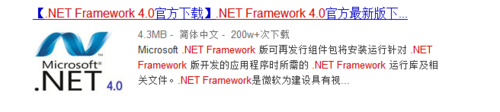 【.NET Framework 4.0官方下载】.NET Framework 4.0官方最新版下...
4.3MB - 简体中文 - 200w+次下载
Microsoft .NET Framework 版可再发行组件包将安装运行针对 .NET
Framework 版开发的应用程序时所需的 .NET Framework 运行库及相
关文件。.NET Framework是微软为建设具有视...
Microsoft®
.NET 4.0